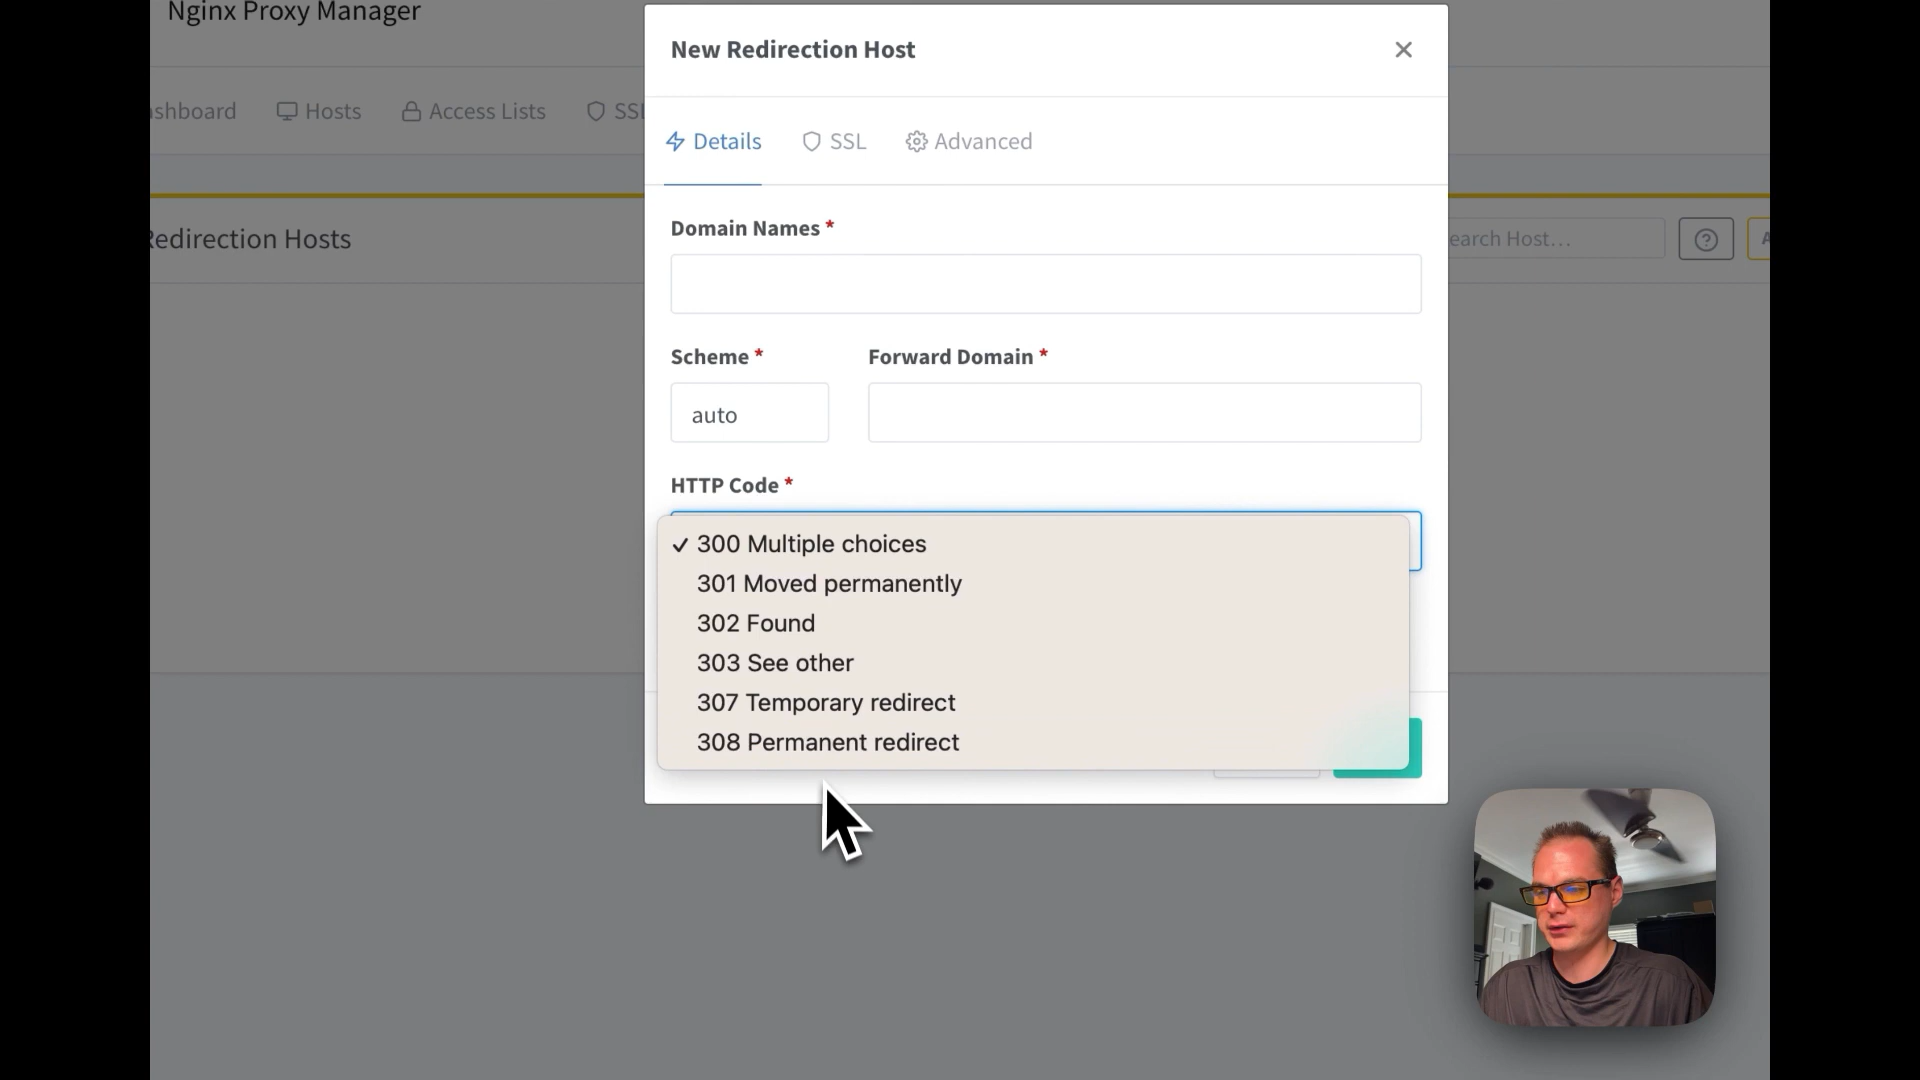 Nginx Proxy Manager
New Redirection Host
ashboard
Hosts
Access Lists
SSL
Details
SSL
Advanced
Domain Names *
Redirection Hosts
earch Host...
A
Scheme *
Forward Domain *
auto
HTTP Code *
✓ 300 Multiple choices
301 Moved permanently
302 Found
303 See other
307 Temporary redirect
308 Permanent redirect